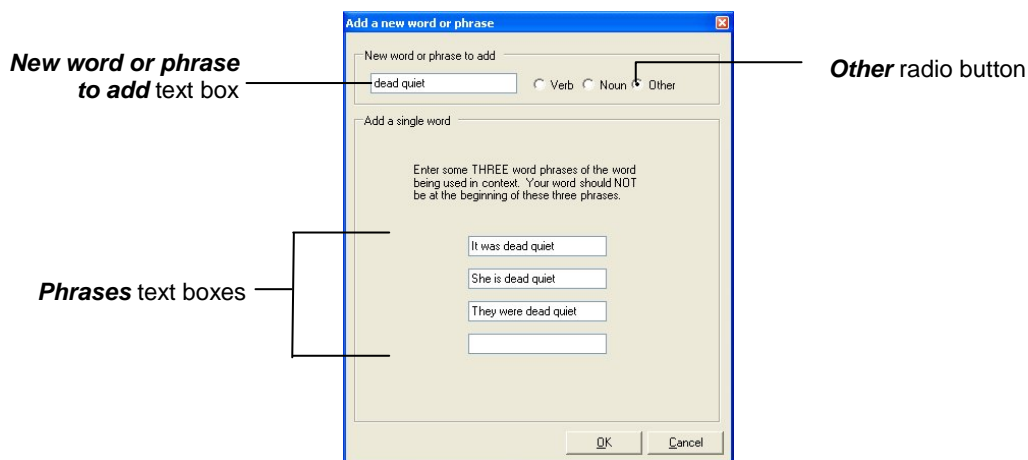 Add a new word or phrase
New word or phrase to add
New word or phrase
to add text box
dead quiet
Verb
Noun
Other
Other radio button
Add a single word
Enter some THREE word phrases of the word
being used in context. Your word should NOT
be at the beginning of these three phrases.
It was dead quiet
She is dead quiet
Phrases text boxes
They were dead quiet
OK
Cancel